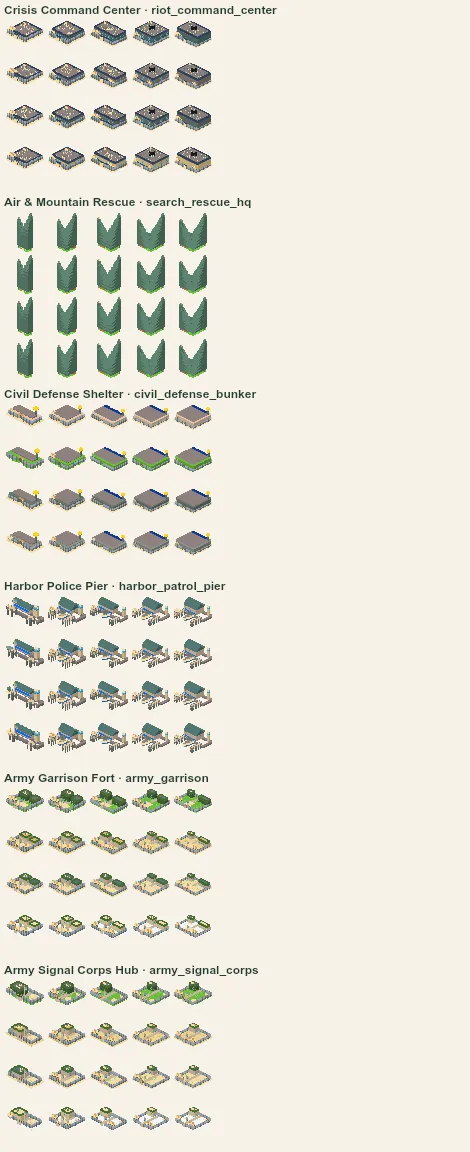 Crisis Command Center · riot_command_center
Air & Mountain Rescue · search_rescue_hq
Civil Defense Shelter · civil_defense_bunker
Harbor Police Pier · harbor_patrol_pier
Army Garrison Fort · army_garrison
Army Signal Corps Hub · army_signal_corps